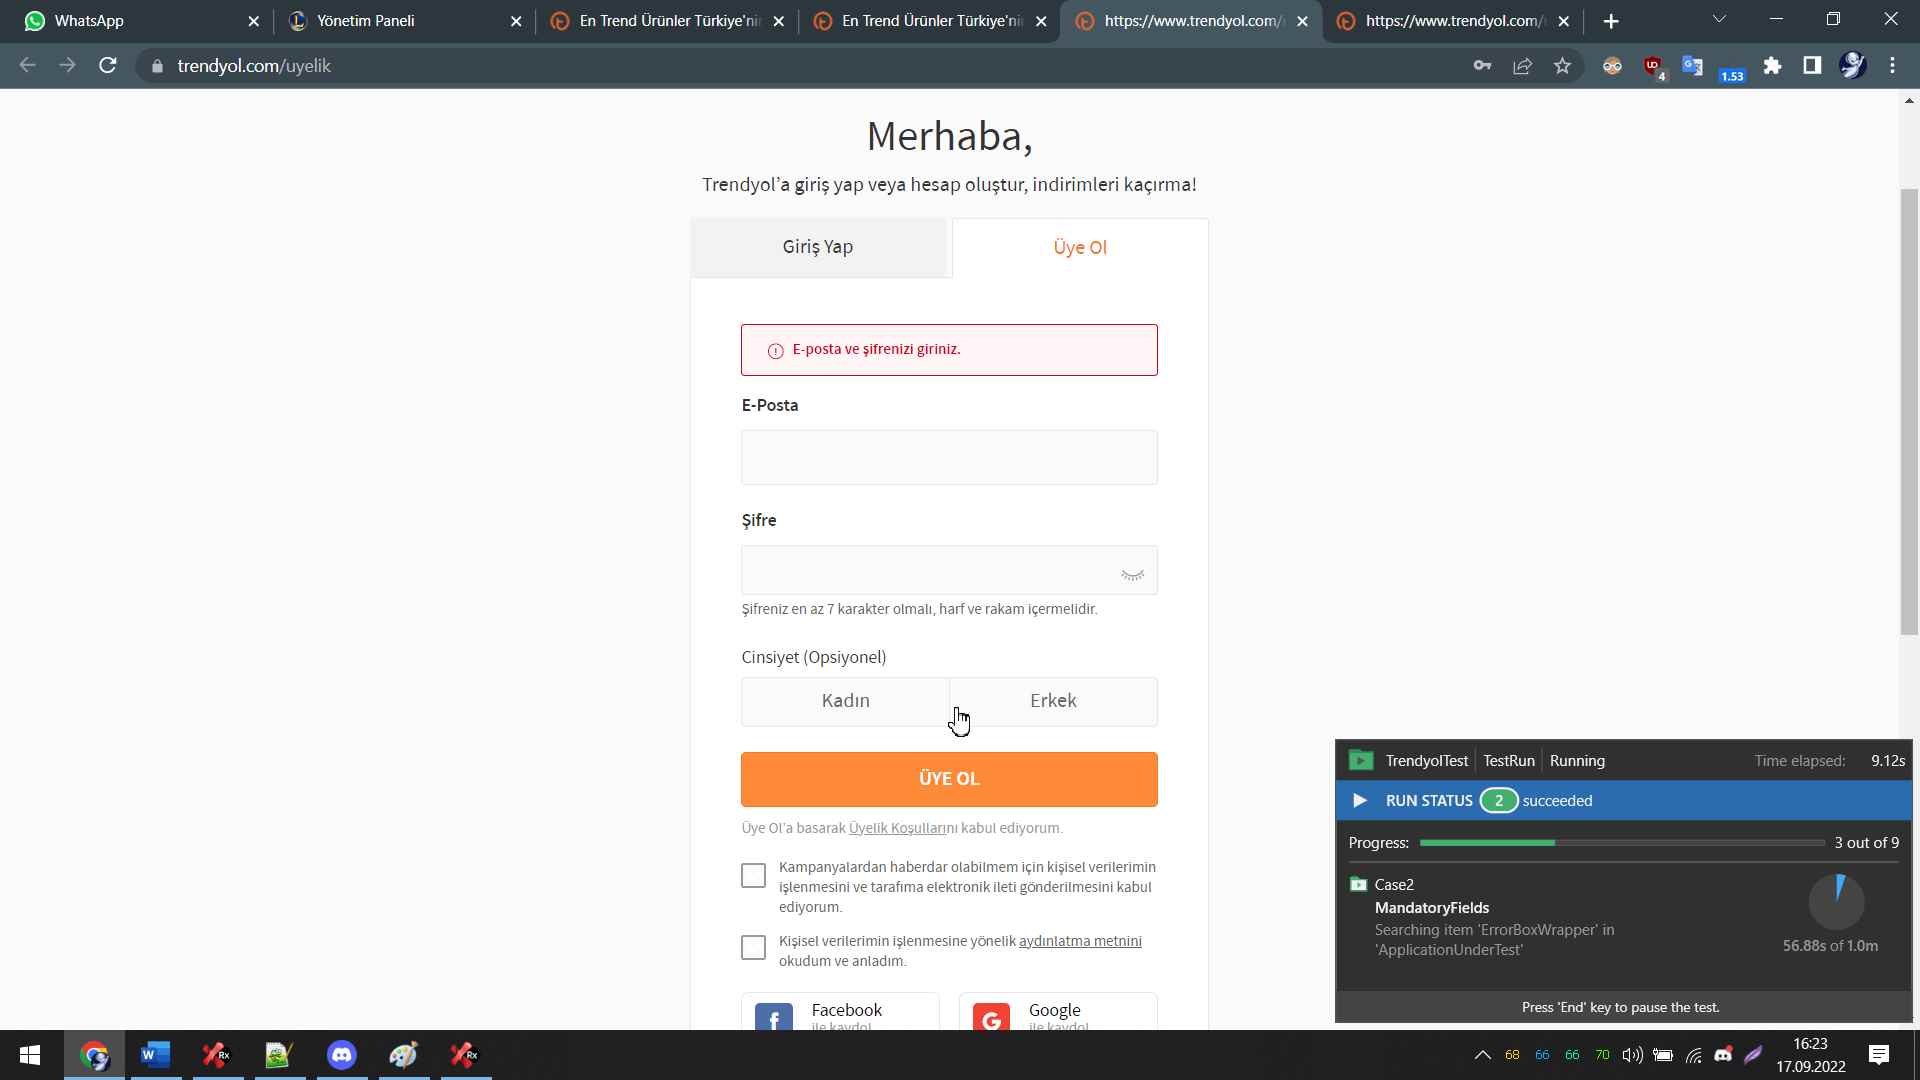 WhatsApp
Yönetim Paneli
En Trend Ürünler Türkiye'nin
En Trend Ürünler Türkiye'nin
https://www.trendyol.com/
https://www.trendyol.com/
trendyol.com/uyelik
4
1.53
Merhaba,
Trendyol’a giriş yap veya hesap oluştur, indirimleri kaçırma!
Giriş Yap
Üye Ol
E-posta ve şifrenizi giriniz.
E-Posta
Şifre
Şifreniz en az 7 karakter olmalı, harf ve rakam içermelidir.
Cinsiyet (Opsiyonel)
Kadın
Erkek
ÜYE OL
Üye Ol’a basarak Üyelik Koşullarını kabul ediyorum.
Kampanyalardan haberdar olabilmem için kişisel verilerimin
işlenmesini ve tarafıma elektronik ileti gönderilmesini kabul
ediyorum.
Kişisel verilerimin işlenmesine yönelik aydınlatma metnini
okudum ve anladım.
Facebook
ile kaydol
Google
ile kaydol
TrendyolTest TestRun Running Time elapsed: 9.12s
RUN STATUS 2 succeeded
Progress: 3 out of 9
Case2
MandatoryFields
Searching item 'ErrorBoxWrapper' in
'ApplicationUnderTest'
56.88s of 1.0m
Press 'End' key to pause the test.
68 66 66 70
16:23
17.09.2022